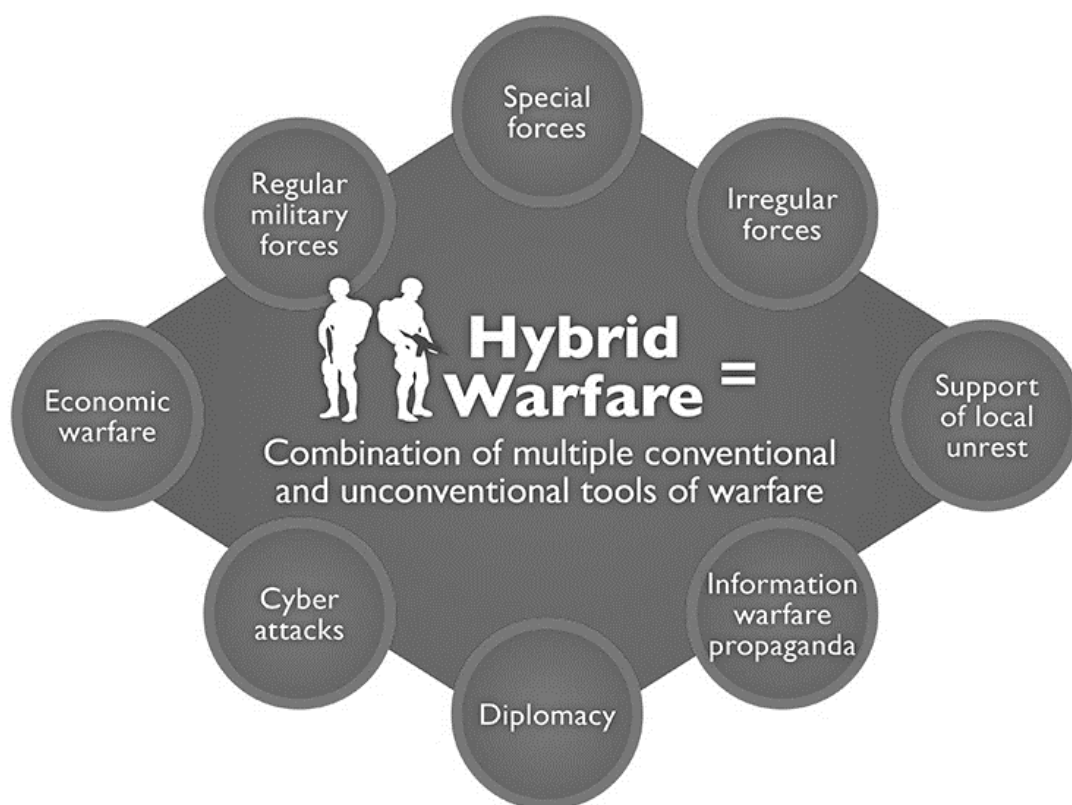 Special
forces
Regular
military
forces
Irregular
forces
Hybrid
Warfare =
Economic
warfare
Support
of local
unrest
Combination of multiple conventional
and unconventional tools of warfare
Cyber
attacks
Information
warfare
propaganda
Diplomacy